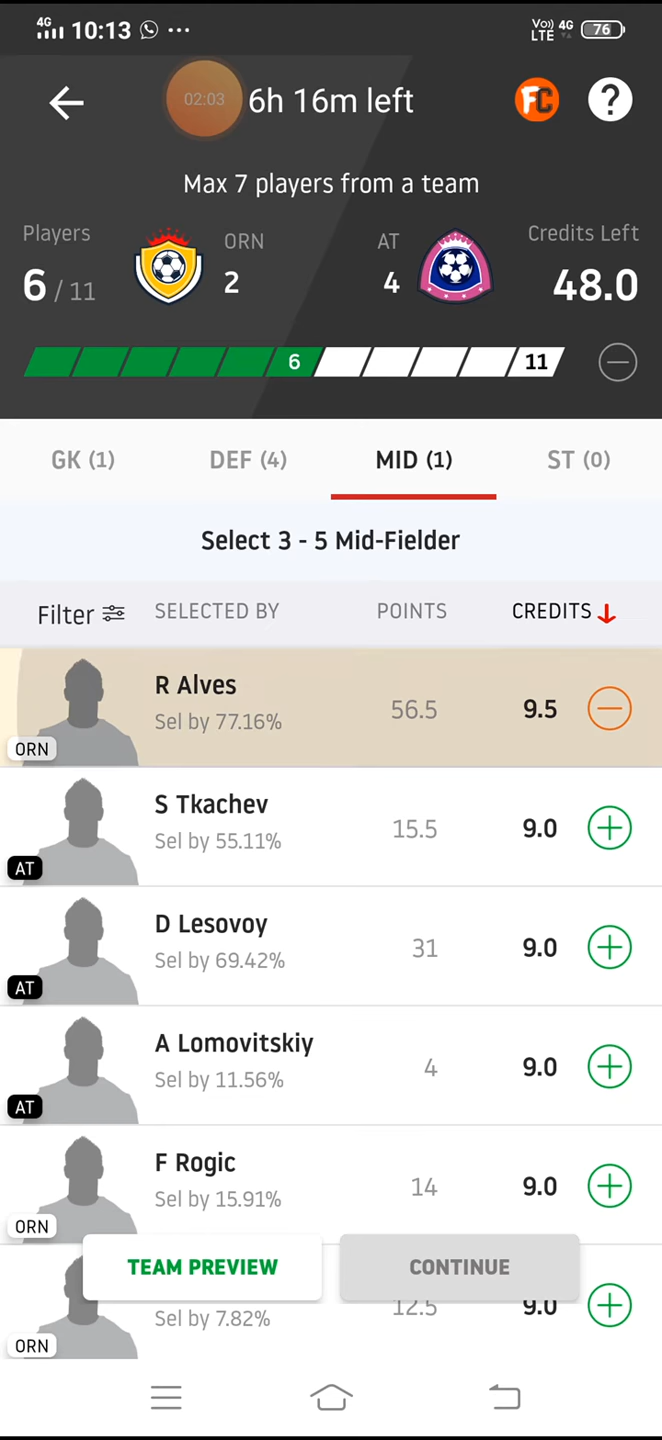 4G 10:13 ... Vo)) LTE 4G 76
02:03 6h 16m left FC ?
Max 7 players from a team
Players ORN AT Credits Left
6 / 11 2 4 48.0
6 11
GK (1) DEF (4) MID (1) ST (0)
Select 3 - 5 Mid-Fielder
Filter SELECTED BY POINTS CREDITS
R Alves
Sel by 77.16% 56.5 9.5
ORN
S Tkachev
Sel by 55.11% 15.5 9.0
AT
D Lesovoy
Sel by 69.42% 31 9.0
AT
A Lomovitskiy
Sel by 11.56% 4 9.0
AT
F Rogic
Sel by 15.91% 14 9.0
ORN
TEAM PREVIEW CONTINUE
Sel by 7.82% 12.5 9.0
ORN